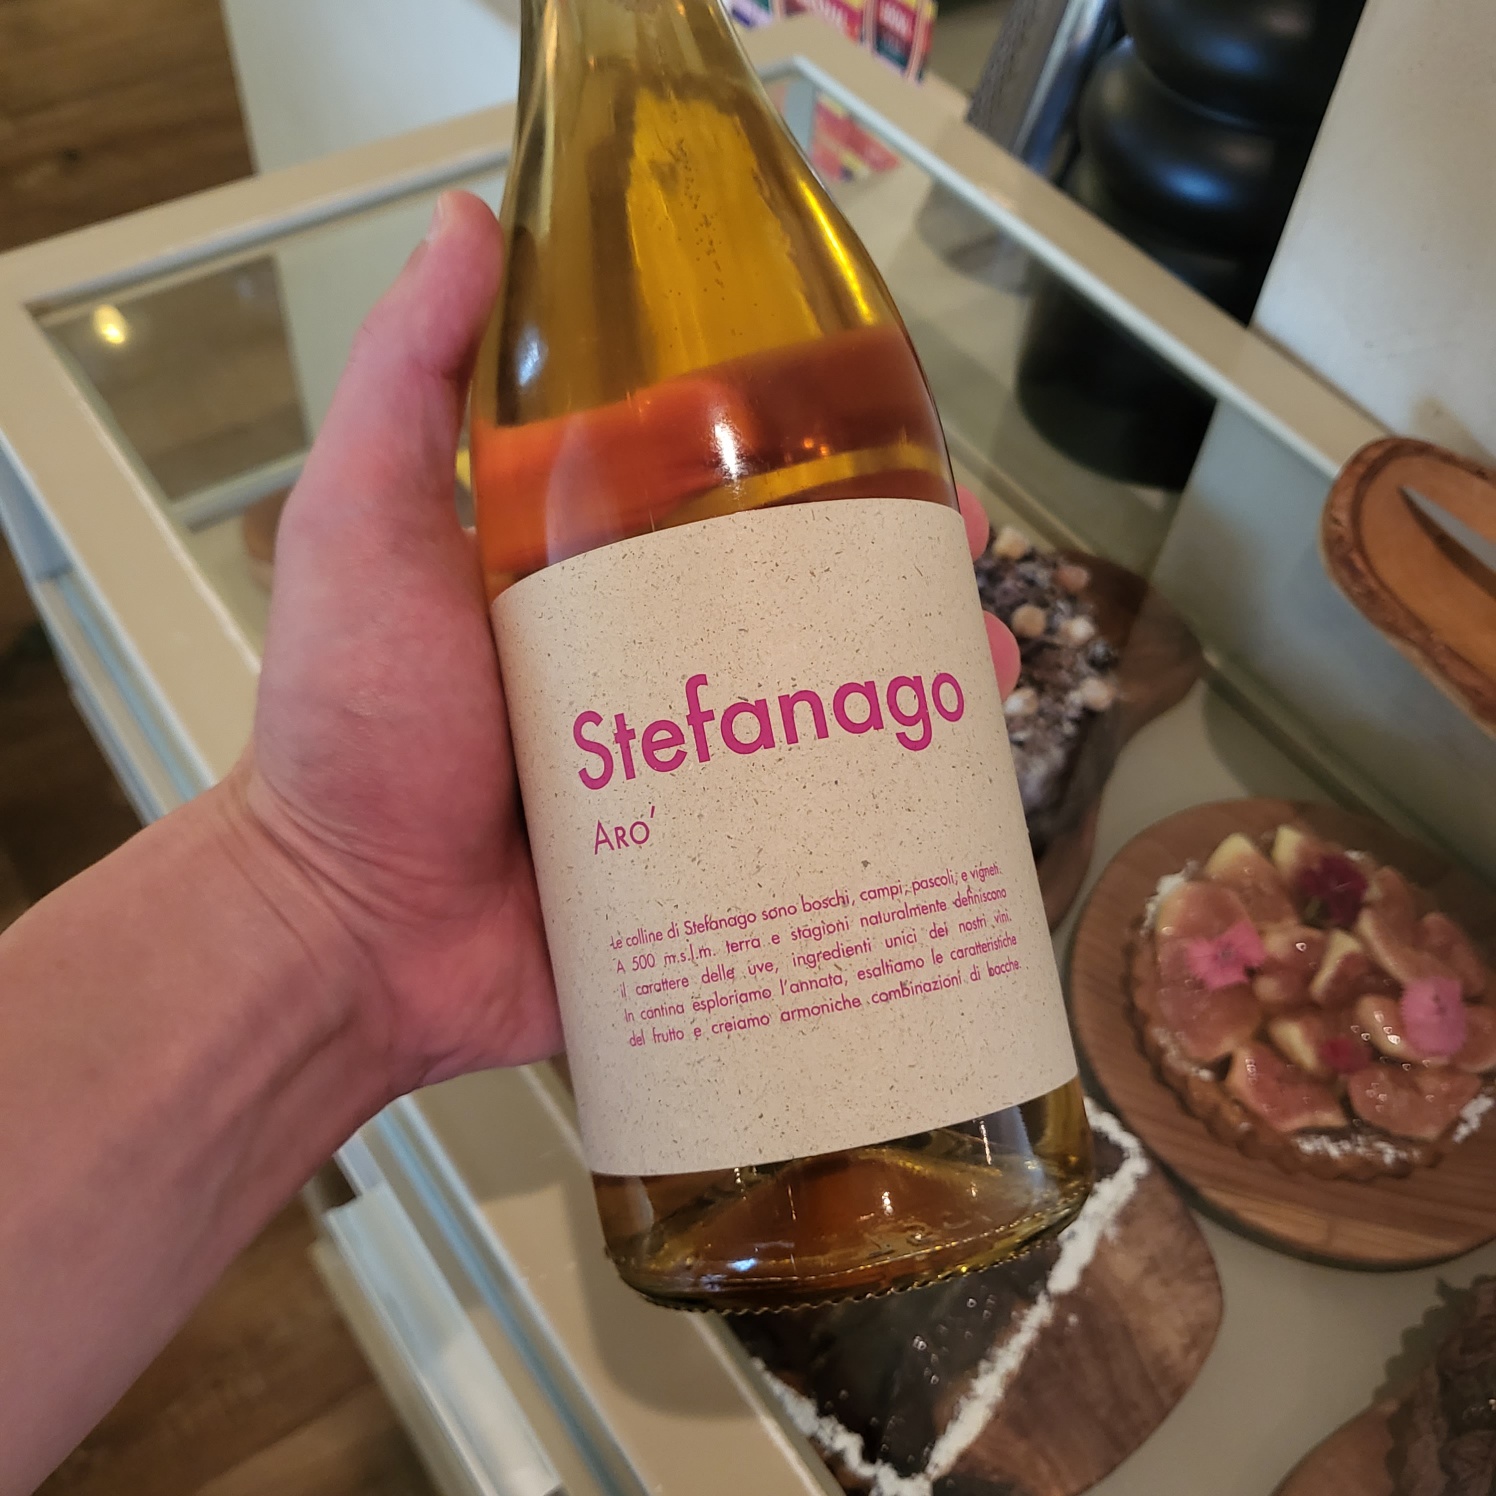 Stefanago
ARO'
Le colline di Stefanago sono boschi, campi, pascoli, e vigneti.
A 500 m.s.l.m. terra e stagioni naturalmente definiscono
il carattere delle uve, ingredienti unici dei nostri vini.
In cantina esploriamo l'annata, esaltiamo le caratteristiche
del frutto e creiamo armoniche combinazioni di bacche.